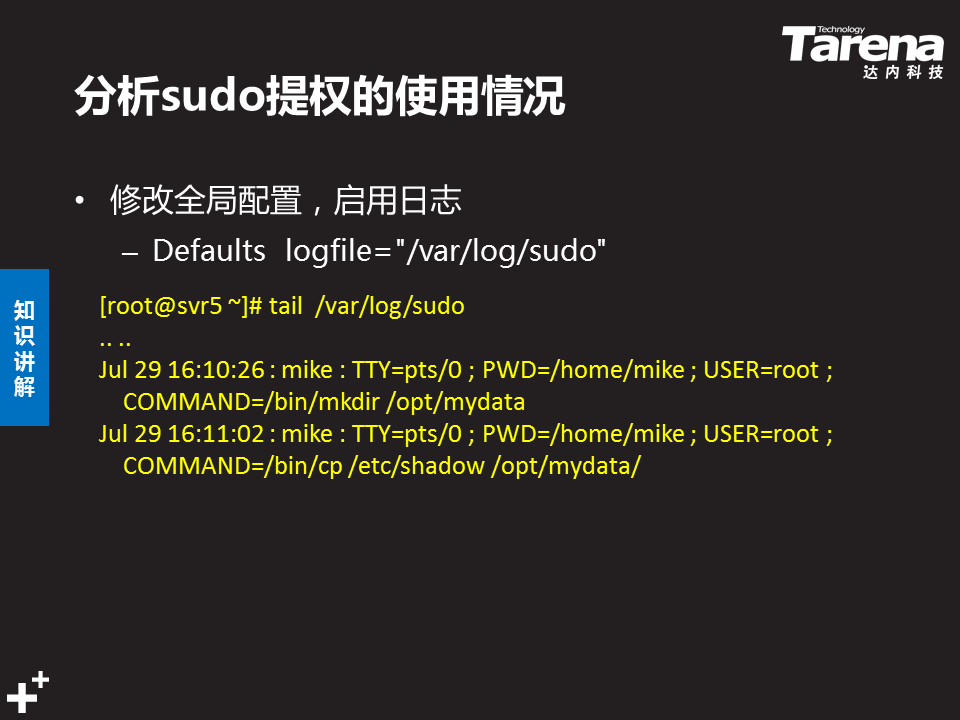 Technology
Tarena
达内科技
分析sudo提权的使用情况
• 修改全局配置，启用日志
– Defaults  logfile="/var/log/sudo"
知识讲解
[root@svr5 ~]# tail  /var/log/sudo
.. ..
Jul 29 16:10:26 : mike : TTY=pts/0 ; PWD=/home/mike ; USER=root ;
COMMAND=/bin/mkdir /opt/mydata
Jul 29 16:11:02 : mike : TTY=pts/0 ; PWD=/home/mike ; USER=root ;
COMMAND=/bin/cp /etc/shadow /opt/mydata/